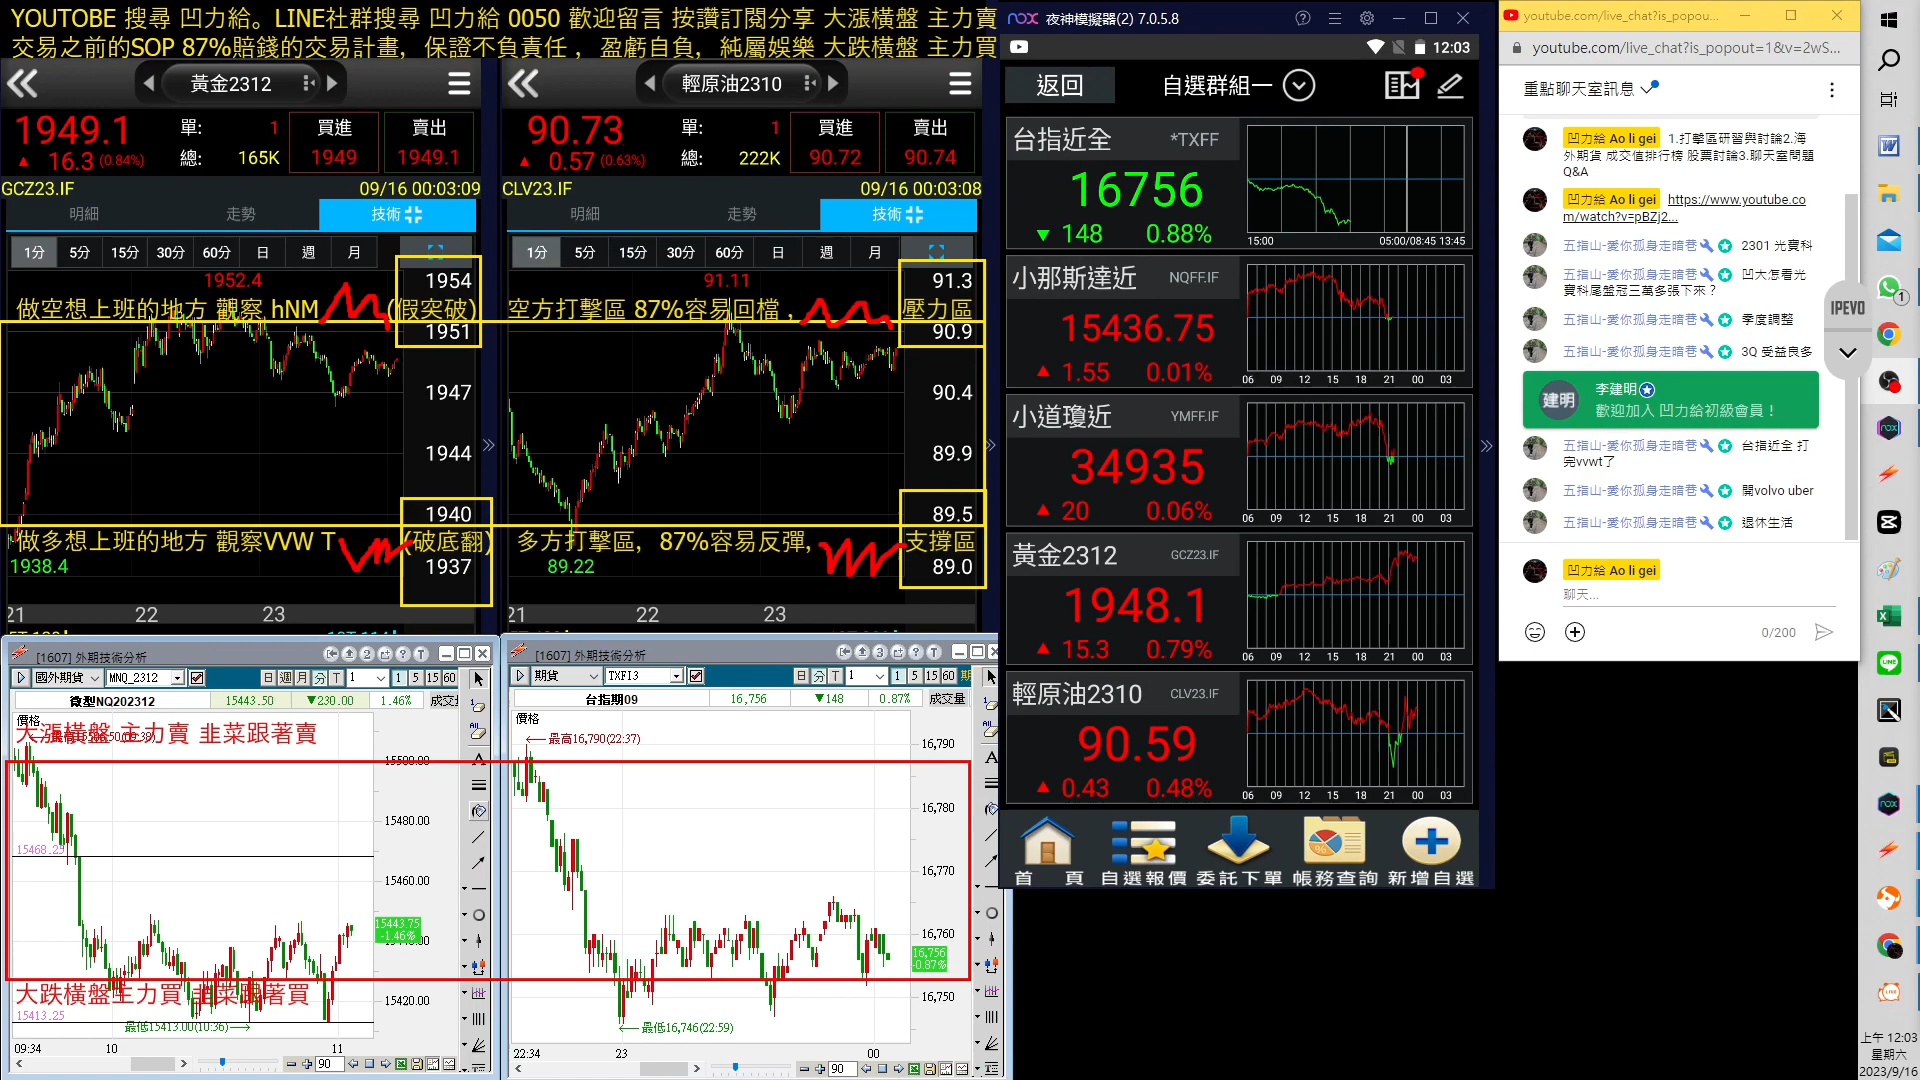 YOUTOBE 搜尋 凹力給。LINE社群搜尋 凹力給 0050 歡迎留言 按讚訂閱分享 大漲橫盤 主力賣
交易之前的SOP 87%賠錢的交易計畫, 保證不負責任, 盈虧自負, 純屬娛樂 大跌橫盤 主力買
黃金2312
1949.1
16.3 (0.84%)
單: 1
總: 165K
買進
1949
賣出
1949.1
GCZ23.IF 09/16 00:03:09
明細 走勢 技術
1分 5分 15分 30分 60分 日 週 月
1952.4
1954
做空想上班的地方 觀察 hNM (假突破)
1951
1947
1944
1940
做多想上班的地方 觀察VVW T (破底翻)
1938.4
1937
21 22 23
輕原油2310
90.73
0.57 (0.63%)
單: 1
總: 222K
買進
90.72
賣出
90.74
CLV23.IF 09/16 00:03:08
明細 走勢 技術
1分 5分 15分 30分 60分 日 週 月
91.11
91.3
空方打擊區 87%容易回檔 , 壓力區
90.9
90.4
89.9
89.5
多方打擊區, 87%容易反彈, 支撐區
89.22
89.0
21 22 23
[1607] 外期技術分析
國外期貨 MNQ_2312 日 週 月 分 T 1 1 5 15 60
微型NQ202312 15443.50 ▼230.00 1.46% 成交量
價格
大漲橫盤 主力賣 韭菜跟著賣
15500.00
15480.00
15468.25
15460.00
15443.75
-1.46%
大跌橫盤主力買 韭菜跟著買
15420.00
15413.25
最低15413.00(10:36)
09:34 10 11
90
[1607] 外期技術分析
期貨 TXFI3 日 分 T 1 1 5 15 60
台指期09 16,756 ▼148 0.87% 成交量
價格
最高16,790(22:37)
16,790
16,780
16,770
16,760
16,756
-0.87%
16,750
最低16,746(22:59)
22:34 23 00
90
nox 夜神模擬器(2) 7.0.5.8
12:03
返回 自選群組一
台指近全 *TXFF
16756
▼ 148 0.88%
15:00 05:00/08:45 13:45
小那斯達近 NQFF.IF
15436.75
▲ 1.55 0.01%
06 09 12 15 18 21 00 03
小道瓊近 YMFF.IF
34935
▲ 20 0.06%
06 09 12 15 18 21 00 03
黃金2312 GCZ23.IF
1948.1
▲ 15.3 0.79%
06 09 12 15 18 21 00 03
輕原油2310 CLV23.IF
90.59
▲ 0.43 0.48%
06 09 12 15 18 21 00 03
首 頁 自選報價 委託下單 帳務查詢 新增自選
youtube.com/live_chat?is_popou...
youtube.com/live_chat?is_popout=1&v=2wS...
重點聊天室訊息
凹力給 Ao li gei 1.打擊區研習與討論2.海
外期貨 成交值排行榜 股票討論3.聊天室問題
Q&A
凹力給 Ao li gei https://www.youtube.co
m/watch?v=pBZj2...
五指山-愛你孤身走暗巷 2301 光寶科
五指山-愛你孤身走暗巷 凹大怎看光
寶科尾盤冠三萬多張下來？
五指山-愛你孤身走暗巷 季度調整
五指山-愛你孤身走暗巷 3Q 受益良多
建明
李建明
歡迎加入 凹力給初級會員！
五指山-愛你孤身走暗巷 台指近全 打
完vvwt了
五指山-愛你孤身走暗巷 開volvo uber
五指山-愛你孤身走暗巷 退休生活
凹力給 Ao li gei
聊天...
0/200
IPEVO
上午 12:03
星期六
2023/9/16